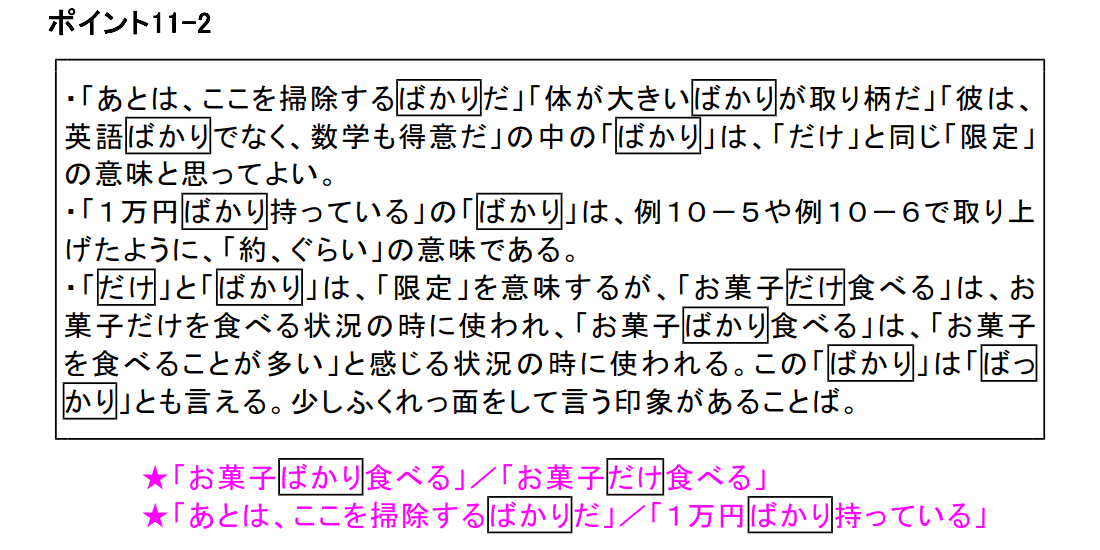 ポイント11-2
・「あとは、ここを掃除するばかりだ」「体が大きいばかりが取り柄だ」「彼は、
英語ばかりでなく、数学も得意だ」の中の「ばかり」は、「だけ」と同じ「限定」
の意味と思ってよい。
・「１万円ばかり持っている」の「ばかり」は、例１０－５や例１０－６で取り上
げたように、「約、ぐらい」の意味である。
・「だけ」と「ばかり」は、「限定」を意味するが、「お菓子だけ食べる」は、お
菓子だけを食べる状況の時に使われ、「お菓子ばかり食べる」は、「お菓子
を食べることが多い」と感じる状況の時に使われる。この「ばかり」は「ばっ
かり」とも言える。少しふくれっ面をして言う印象があることば。
★「お菓子ばかり食べる」／「お菓子だけ食べる」
★「あとは、ここを掃除するばかりだ」／「１万円ばかり持っている」